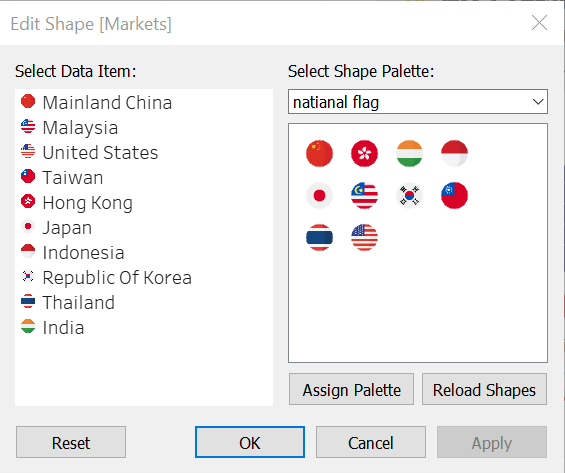 Edit Shape [Markets]
Select Data Item:
Mainland China
Malaysia
United States
Taiwan
Hong Kong
Japan
Indonesia
Republic Of Korea
Thailand
India
Select Shape Palette:
natianal flag
Assign Palette
Reload Shapes
Reset
OK
Cancel
Apply